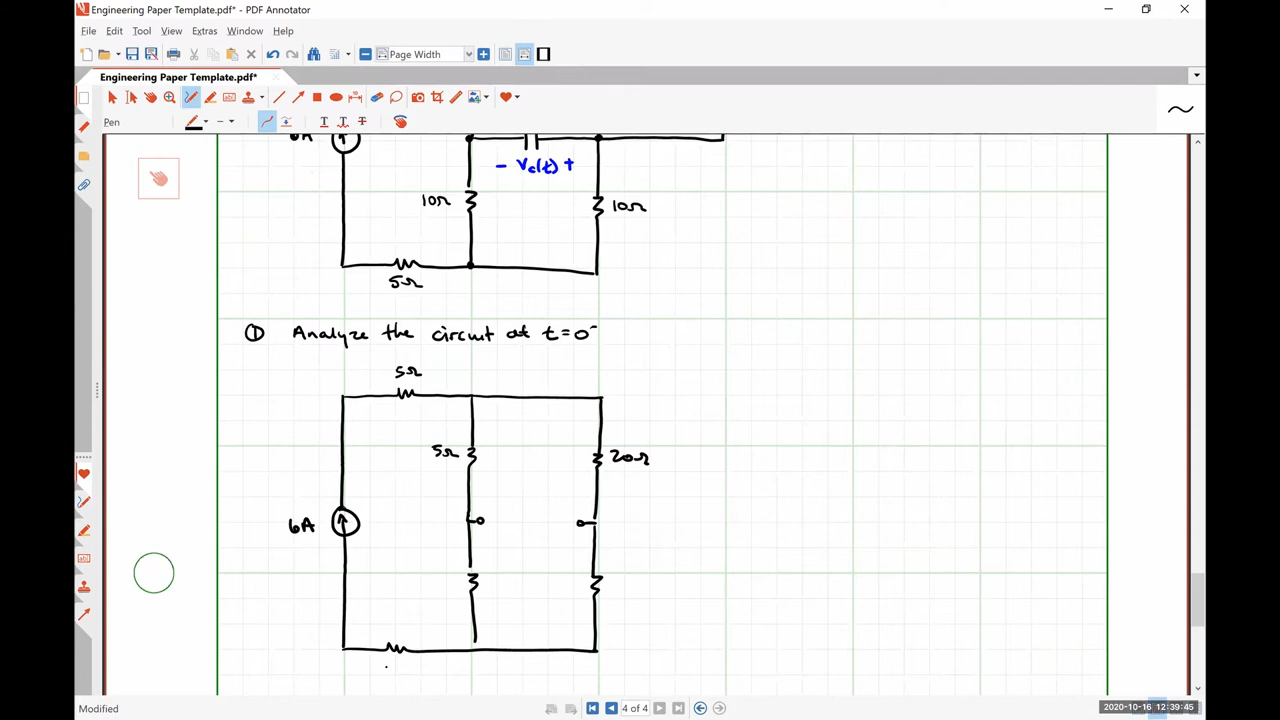 Engineering Paper Template.pdf* - PDF Annotator
File Edit Tool View Extras Window Help
Page Width
Engineering Paper Template.pdf*
Pen
6A
- Vc(t) +
10Ω
10Ω
5Ω
① Analyze the circuit at t=0⁻
5Ω
5Ω
20Ω
6A
Modified
4 of 4
2020-10-16 12:39:45